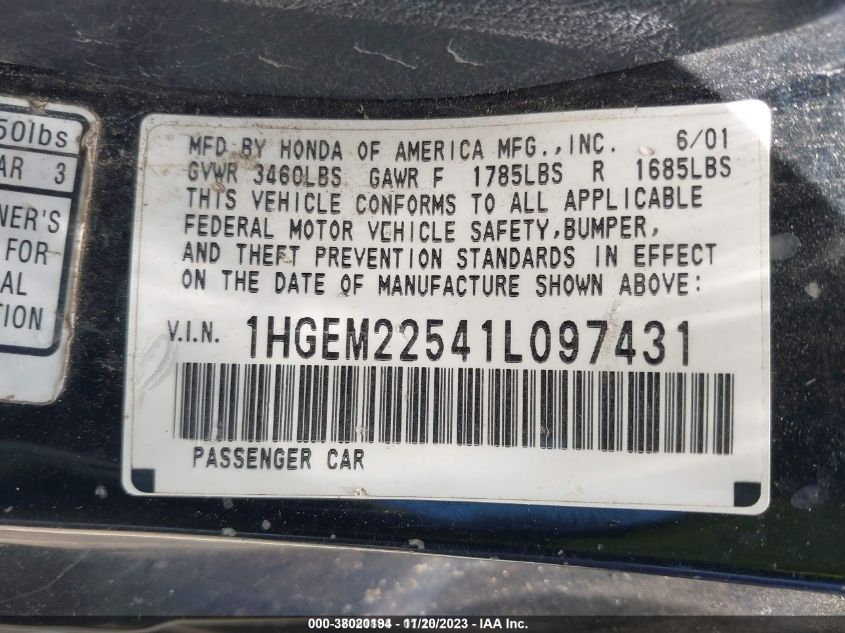 50lbs
AR 3
NER'S
FOR
AL
TION
MFD BY HONDA OF AMERICA MFG.,INC. 6/01
GVWR 3460LBS GAWR F 1785LBS R 1685LBS
THIS VEHICLE CONFORMS TO ALL APPLICABLE
FEDERAL MOTOR VEHICLE SAFETY,BUMPER,
AND THEFT PREVENTION STANDARDS IN EFFECT
ON THE DATE OF MANUFACTURE SHOWN ABOVE:
V.I.N. 1HGEM22541L097431
PASSENGER CAR
000-38020194 - 11/20/2023 - IAA Inc.